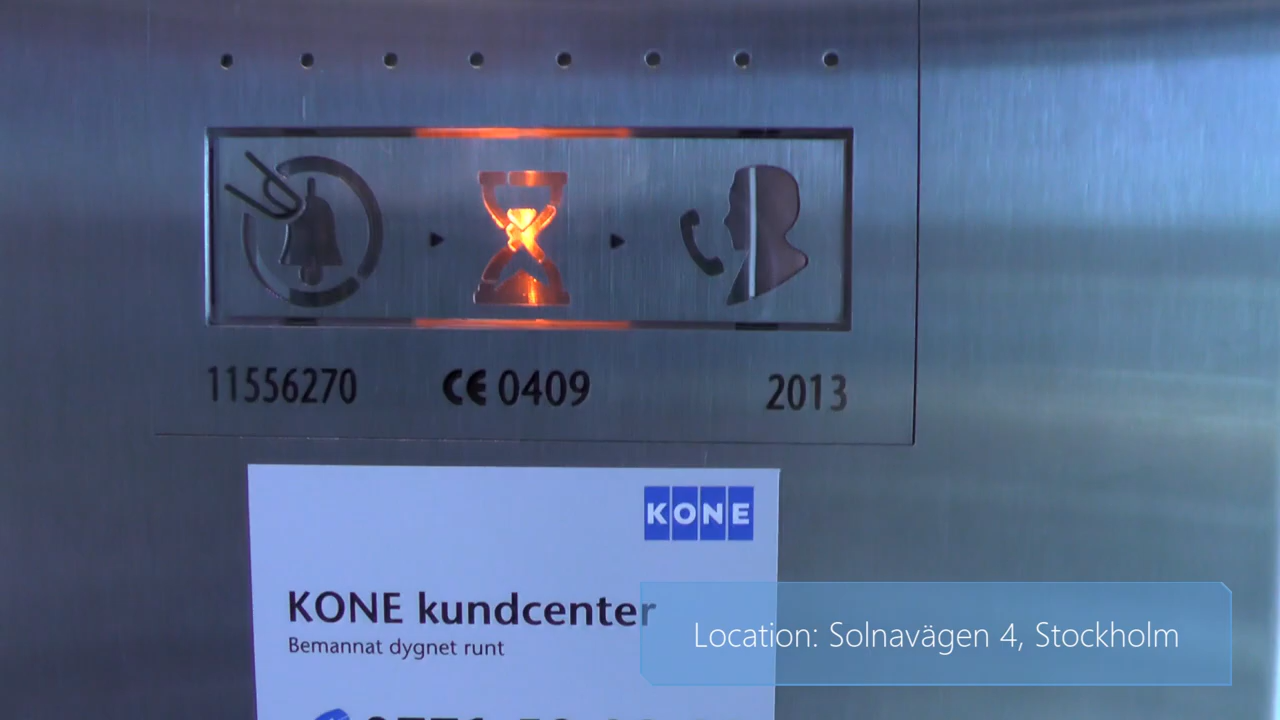 11556270 CE 0409 2013
KONE
KONE kundcenter
Bemannat dygnet runt
Location: Solnavägen 4, Stockholm